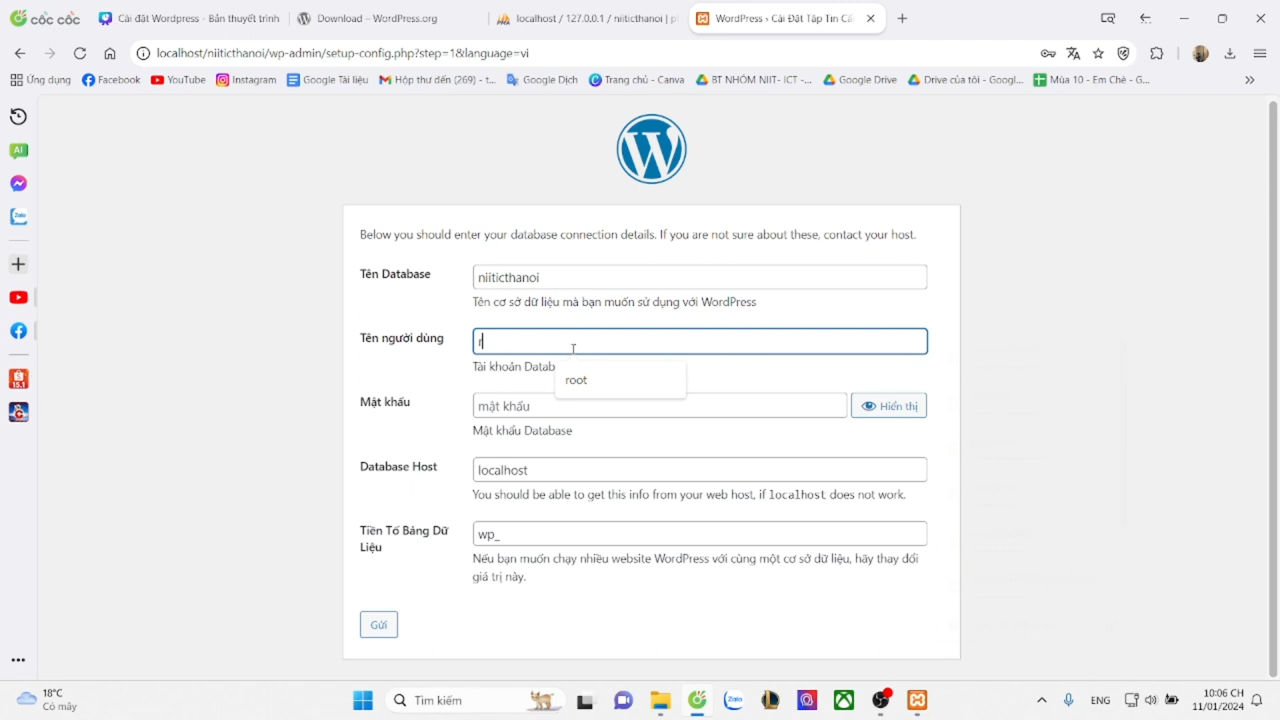 cốc cốc
Cài đặt Wordpress - Bản thuyết trình
Download – WordPress.org
localhost / 127.0.0.1 / niiticthanoi | p
WordPress › Cài Đặt Tập Tin Cấ
localhost/niiticthanoi/wp-admin/setup-config.php?step=1&language=vi
Ứng dụng
Facebook
YouTube
Instagram
Google Tài liệu
Hộp thư đến (269) - t...
Google Dịch
Trang chủ - Canva
BT NHÓM NIIT- ICT -...
Google Drive
Drive của tôi - Googl...
Mùa 10 - Em Chè - G...
AI
Zalo
15.1
Below you should enter your database connection details. If you are not sure about these, contact your host.
Tên Database
niiticthanoi
Tên cơ sở dữ liệu mà bạn muốn sử dụng với WordPress
Tên người dùng
r
Tài khoản Datab
root
Mật khẩu
mật khẩu
Hiển thị
Mật khẩu Database
Database Host
localhost
You should be able to get this info from your web host, if localhost does not work.
Tiền Tố Bảng Dữ
Liệu
wp_
Nếu bạn muốn chạy nhiều website WordPress với cùng một cơ sở dữ liệu, hãy thay đổi
giá trị này.
Gửi
18°C
Có mây
Tìm kiếm
Zalo
ENG
10:06 CH
11/01/2024